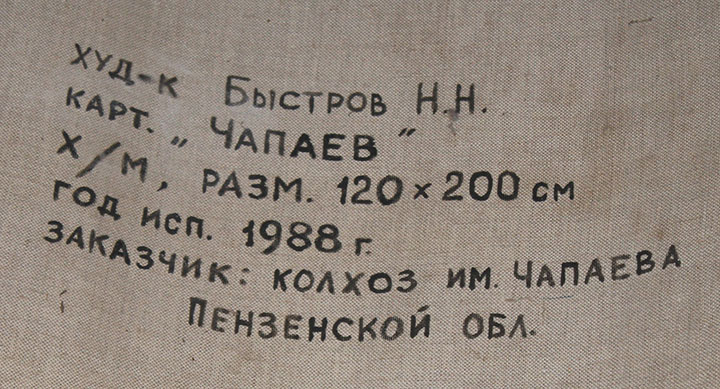 ХУД-К БЫСТРОВ Н.Н.
КАРТ. „ ЧАПАЕВ "
Х/М, РАЗМ. 120 х 200 см
ГОД ИСП. 1988 г.
ЗАКАЗЧИК: КОЛХОЗ ИМ. ЧАПАЕВА
ПЕНЗЕНСКОЙ ОБЛ.